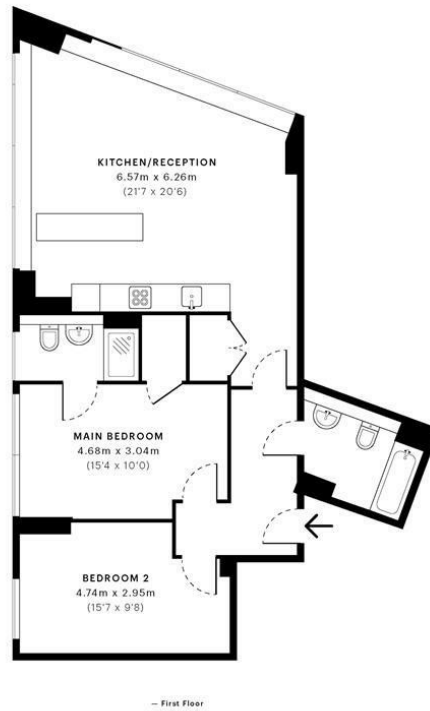 KITCHEN/RECEPTION
6.57m x 6.26m
(21'7 x 20'6)
MAIN BEDROOM
4.68m x 3.04m
(15'4 x 10'0)
BEDROOM 2
4.74m x 2.95m
(15'7 x 9'8)
— First Floor